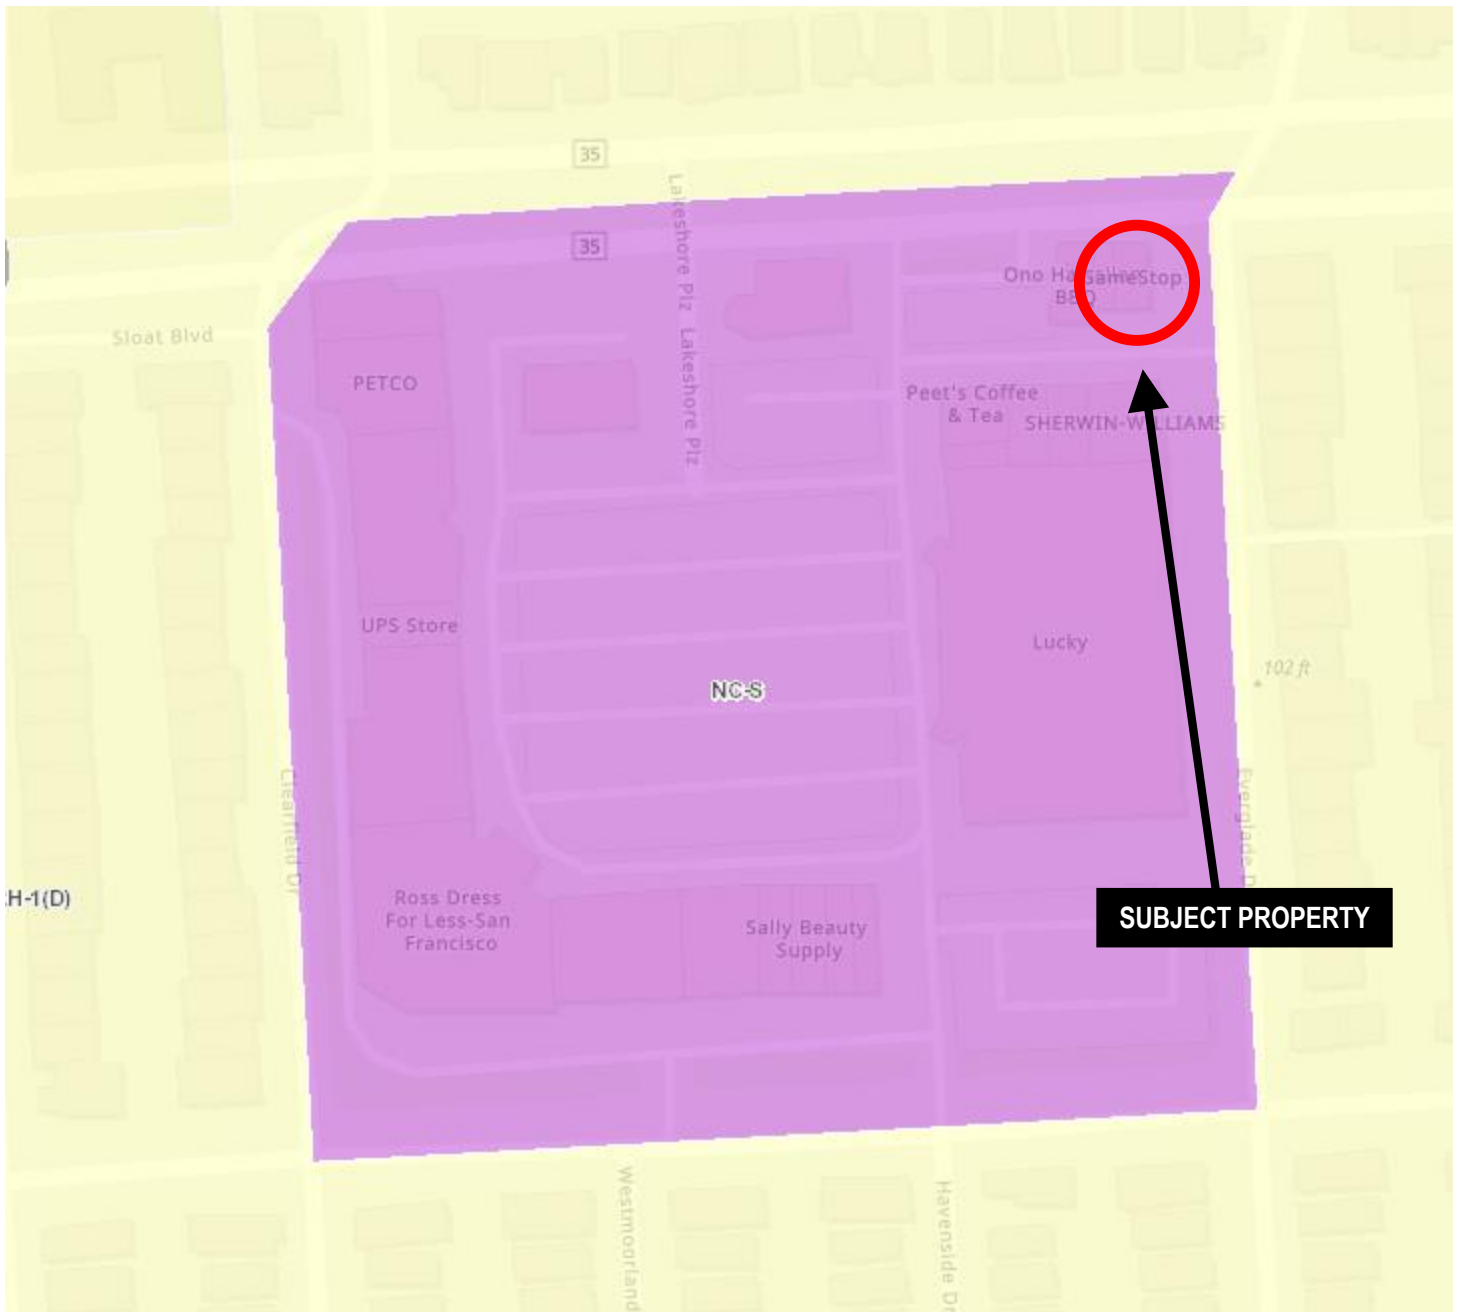 35
35
Lakeshore Plz
Lakeshore Plz
Ono Ha
GameStop
BBQ
Sloat Blvd
PETCO
Peet's Coffee
& Tea
SHERWIN-WILLIAMS
UPS Store
Lucky
102 ft
NC-S
Clearfield Dr
Everglade D
H-1(D)
Ross Dress
For Less-San
Francisco
Sally Beauty
Supply
SUBJECT PROPERTY
Westmoorland
Havenside Dr